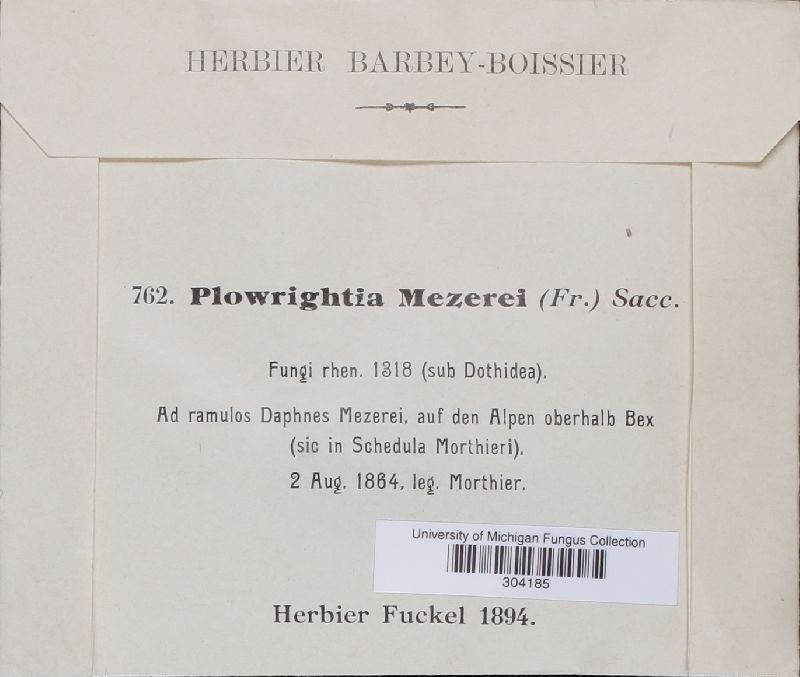 HERBIER BARBEY-BOISSIER
762. Plowrightia Mezerei (Fr.) Sacc.
Fungi rhen. 1318 (sub Dothidea).
Ad ramulos Daphnes Mezerei, auf den Alpen oberhalb Bex
(sic in Schedula Morthieri).
2 Aug. 1864, leg. Morthier.
University of Michigan Fungus Collection
304185
Herbier Fuckel 1894.